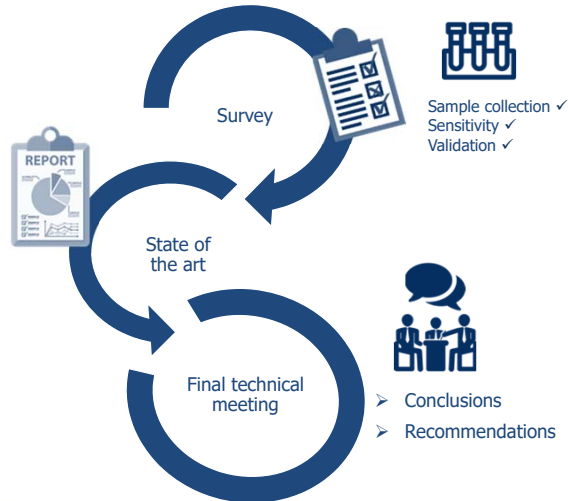 Survey
Sample collection ✓
Sensitivity ✓
Validation ✓
REPORT
State of
the art
Final technical
meeting
➢ Conclusions
➢ Recommendations